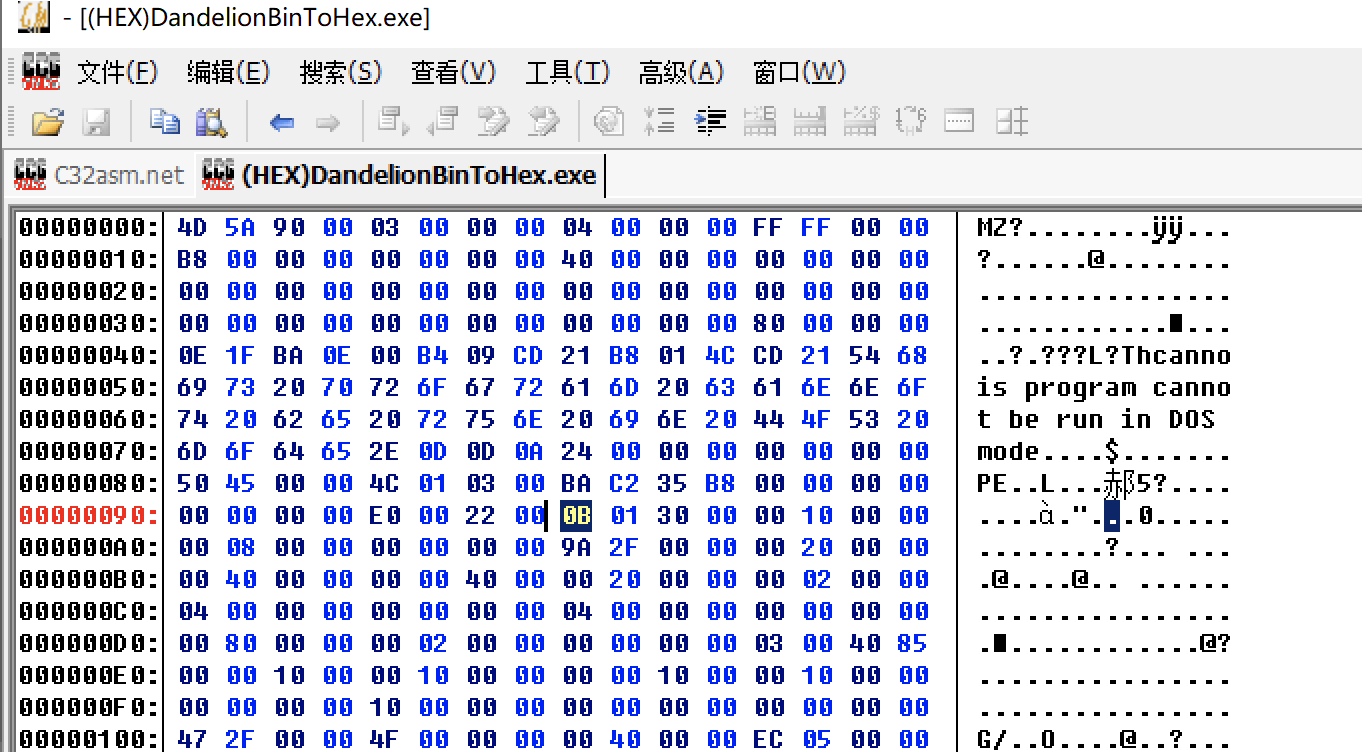 - [(HEX)DandelionBinToHex.exe]
文件(F) 编辑(E) 搜索(S) 查看(V) 工具(T) 高级(A) 窗口(W)
C32asm.net (HEX)DandelionBinToHex.exe
00000000: 4D 5A 90 00 03 00 00 00 04 00 00 00 FF FF 00 00 MZ?........ÿÿ...
00000010: B8 00 00 00 00 00 00 00 40 00 00 00 00 00 00 00 ?......@........
00000020: 00 00 00 00 00 00 00 00 00 00 00 00 00 00 00 00 ................
00000030: 00 00 00 00 00 00 00 00 00 00 00 00 80 00 00 00 ............■...
00000040: 0E 1F BA 0E 00 B4 09 CD 21 B8 01 4C CD 21 54 68 ..?.???L?Thcanno
00000050: 69 73 20 70 72 6F 67 72 61 6D 20 63 61 6E 6E 6F is program canno
00000060: 74 20 62 65 20 72 75 6E 20 69 6E 20 44 4F 53 20 t be run in DOS
00000070: 6D 6F 64 65 2E 0D 0D 0A 24 00 00 00 00 00 00 00 mode....$.......
00000080: 50 45 00 00 4C 01 03 00 BA C2 35 B8 00 00 00 00 PE..L...郝5?....
00000090: 00 00 00 00 E0 00 22 00 0B 01 30 00 00 10 00 00 ....à."...0.....
000000A0: 00 08 00 00 00 00 00 00 9A 2F 00 00 00 20 00 00 ........?... ...
000000B0: 00 40 00 00 00 00 40 00 00 20 00 00 00 02 00 00 .@....@.. ......
000000C0: 04 00 00 00 00 00 00 00 04 00 00 00 00 00 00 00 ................
000000D0: 00 80 00 00 00 02 00 00 00 00 00 00 03 00 40 85 .■............@?
000000E0: 00 00 10 00 00 10 00 00 00 00 10 00 00 10 00 00 ................
000000F0: 00 00 00 00 10 00 00 00 00 00 00 00 00 00 00 00 ................
00000100: 47 2F 00 00 4F 00 00 00 00 40 00 00 EC 05 00 00 G/..O....@..?...